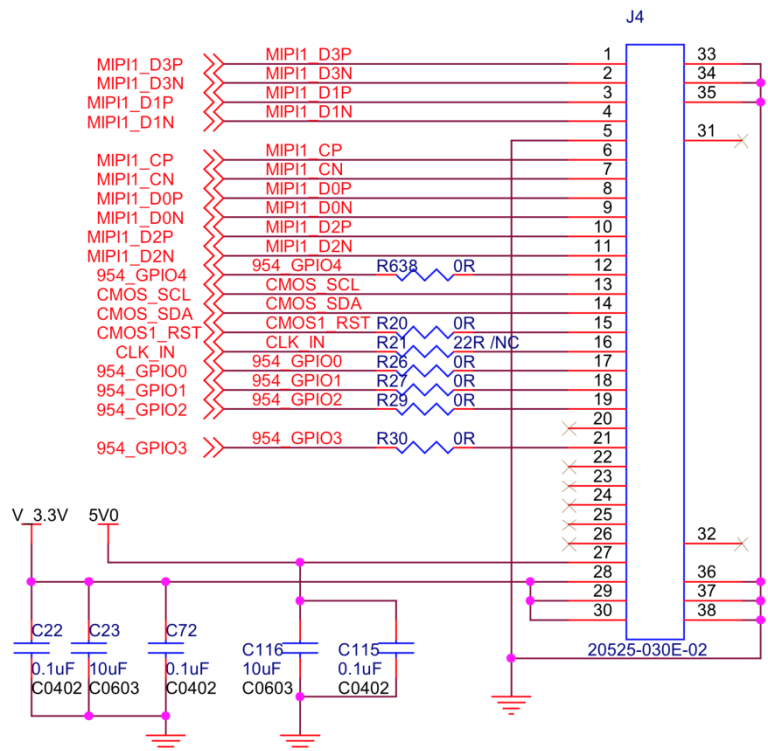 J4
MIPI1_D3P MIPI1_D3P 1 33
MIPI1_D3N MIPI1_D3N 2 34
MIPI1_D1P MIPI1_D1P 3 35
MIPI1_D1N MIPI1_D1N 4
5 31
MIPI1_CP MIPI1_CP 6
MIPI1_CN MIPI1_CN 7
MIPI1_D0P MIPI1_D0P 8
MIPI1_D0N MIPI1_D0N 9
MIPI1_D2P MIPI1_D2P 10
MIPI1_D2N MIPI1_D2N 11
954_GPIO4 954_GPIO4 R638 0R 12
CMOS_SCL CMOS_SCL 13
CMOS_SDA CMOS_SDA 14
CMOS1_RST CMOS1_RST R20 0R 15
CLK_IN CLK_IN R21 22R /NC 16
954_GPIO0 954_GPIO0 R26 0R 17
954_GPIO1 954_GPIO1 R27 0R 18
954_GPIO2 954_GPIO2 R29 0R 19
20
954_GPIO3 954_GPIO3 R30 0R 21
22
23
24
25
V_3.3V 5V0
26 32
27
28 36
29 37
30 38
C22 C23 C72 C116 C115 20525-030E-02
0.1uF 10uF 0.1uF 10uF 0.1uF
C0402 C0603 C0402 C0603 C0402